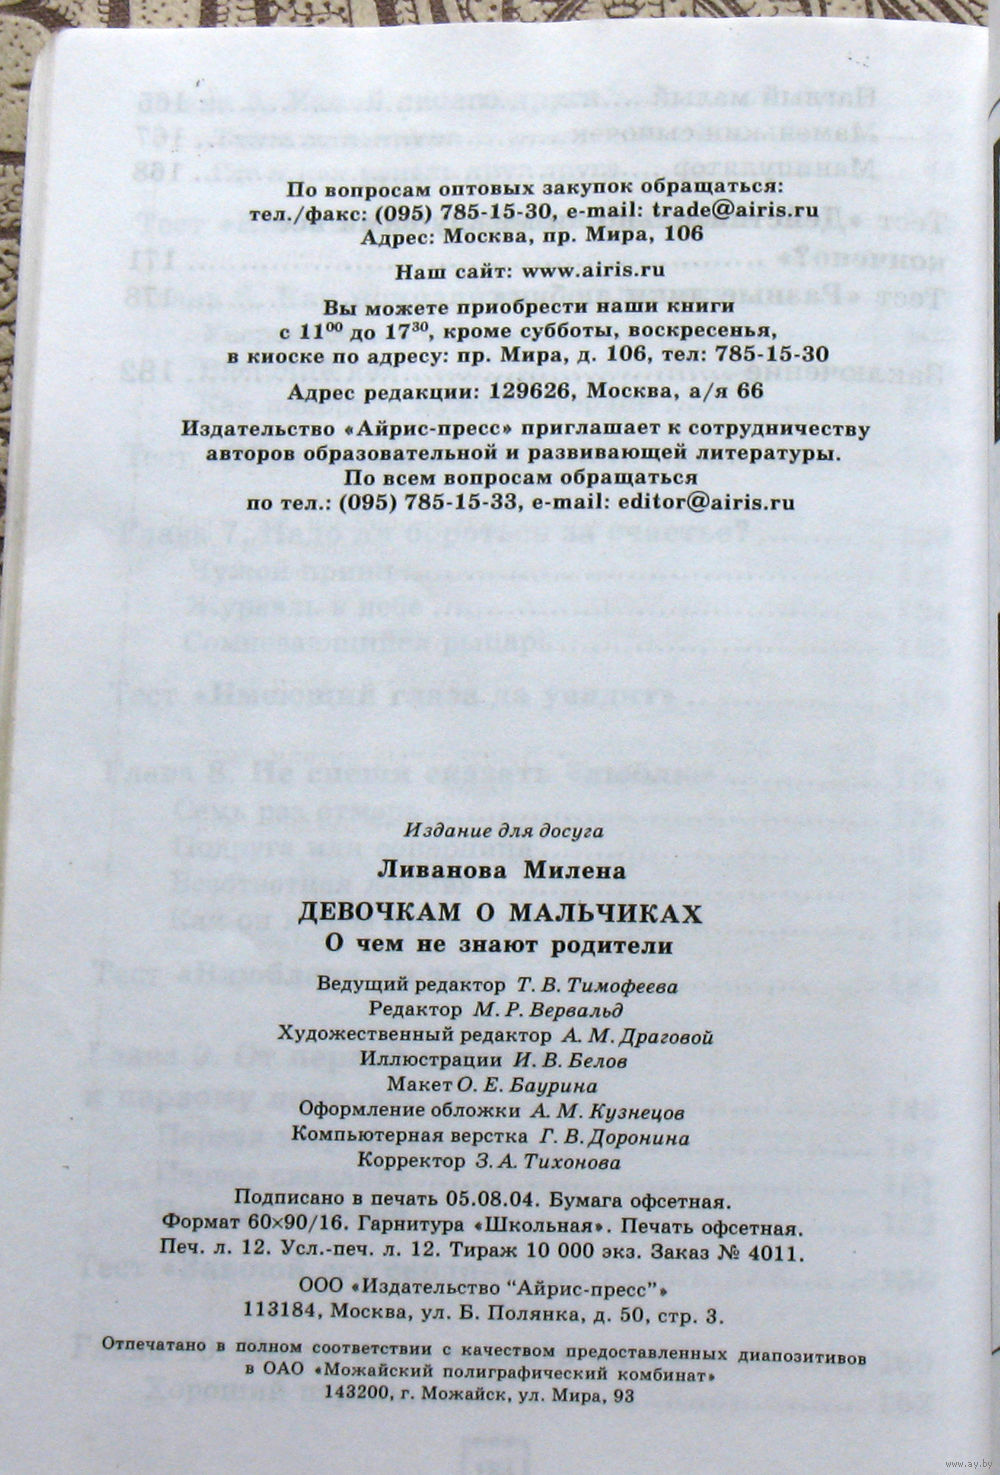 По вопросам оптовых закупок обращаться:
тел./факс: (095) 785-15-30, e-mail: trade@airis.ru
Адрес: Москва, пр. Мира, 106
Наш сайт: www.airis.ru
Вы можете приобрести наши книги
с 11⁰⁰ до 17³⁰, кроме субботы, воскресенья,
в киоске по адресу: пр. Мира, д. 106, тел: 785-15-30
Адрес редакции: 129626, Москва, а/я 66
Издательство «Айрис-пресс» приглашает к сотрудничеству
авторов образовательной и развивающей литературы.
По всем вопросам обращаться
по тел.: (095) 785-15-33, e-mail: editor@airis.ru
Издание для досуга
Ливанова Милена
ДЕВОЧКАМ О МАЛЬЧИКАХ
О чем не знают родители
Ведущий редактор Т. В. Тимофеева
Редактор М. Р. Вервальд
Художественный редактор А. М. Драговой
Иллюстрации И. В. Белов
Макет О. Е. Баурина
Оформление обложки А. М. Кузнецов
Компьютерная верстка Г. В. Доронина
Корректор З. А. Тихонова
Подписано в печать 05.08.04. Бумага офсетная.
Формат 60×90/16. Гарнитура «Школьная». Печать офсетная.
Печ. л. 12. Усл.-печ. л. 12. Тираж 10 000 экз. Заказ № 4011.
ООО «Издательство “Айрис-пресс”»
113184, Москва, ул. Б. Полянка, д. 50, стр. 3.
Отпечатано в полном соответствии с качеством предоставленных диапозитивов
в ОАО «Можайский полиграфический комбинат»
143200, г. Можайск, ул. Мира, 93
www.ay.by